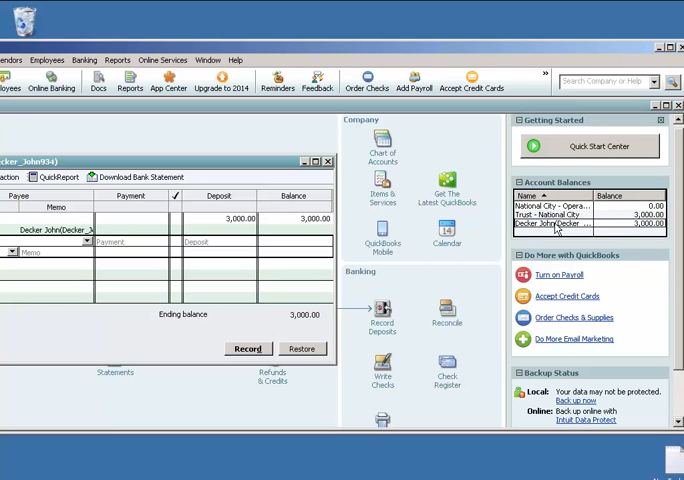 endors Employees Banking Reports Online Services Window Help
oyees Online Banking Docs Reports App Center Upgrade to 2014 Reminders Feedback Order Checks Add Payroll Accept Credit Cards » Search Company or Help
ecker_John934)
action QuickReport Download Bank Statement
Payee Payment ✓ Deposit Balance
Memo
3,000.00 3,000.00
Decker John(Decker_J
Payment Deposit
Memo
Ending balance 3,000.00
Record Restore
Statements
Refunds
& Credits
Company
Chart of
Accounts
Items &
Services
Get The
Latest QuickBooks
QuickBooks
Mobile
14
Calendar
Banking
Record
Deposits
Reconcile
Write
Checks
Check
Register
Getting Started
Quick Start Center
Account Balances
Name Balance
National City - Opera... 0.00
Trust - National City 3,000.00
Decker John(Decker ... 3,000.00
Do More with QuickBooks
Turn on Payroll
Accept Credit Cards
Order Checks & Supplies
Do More Email Marketing
Backup Status
Local: Your data may not be protected.
Back up now
Online: Back up online with
Intuit Data Protect